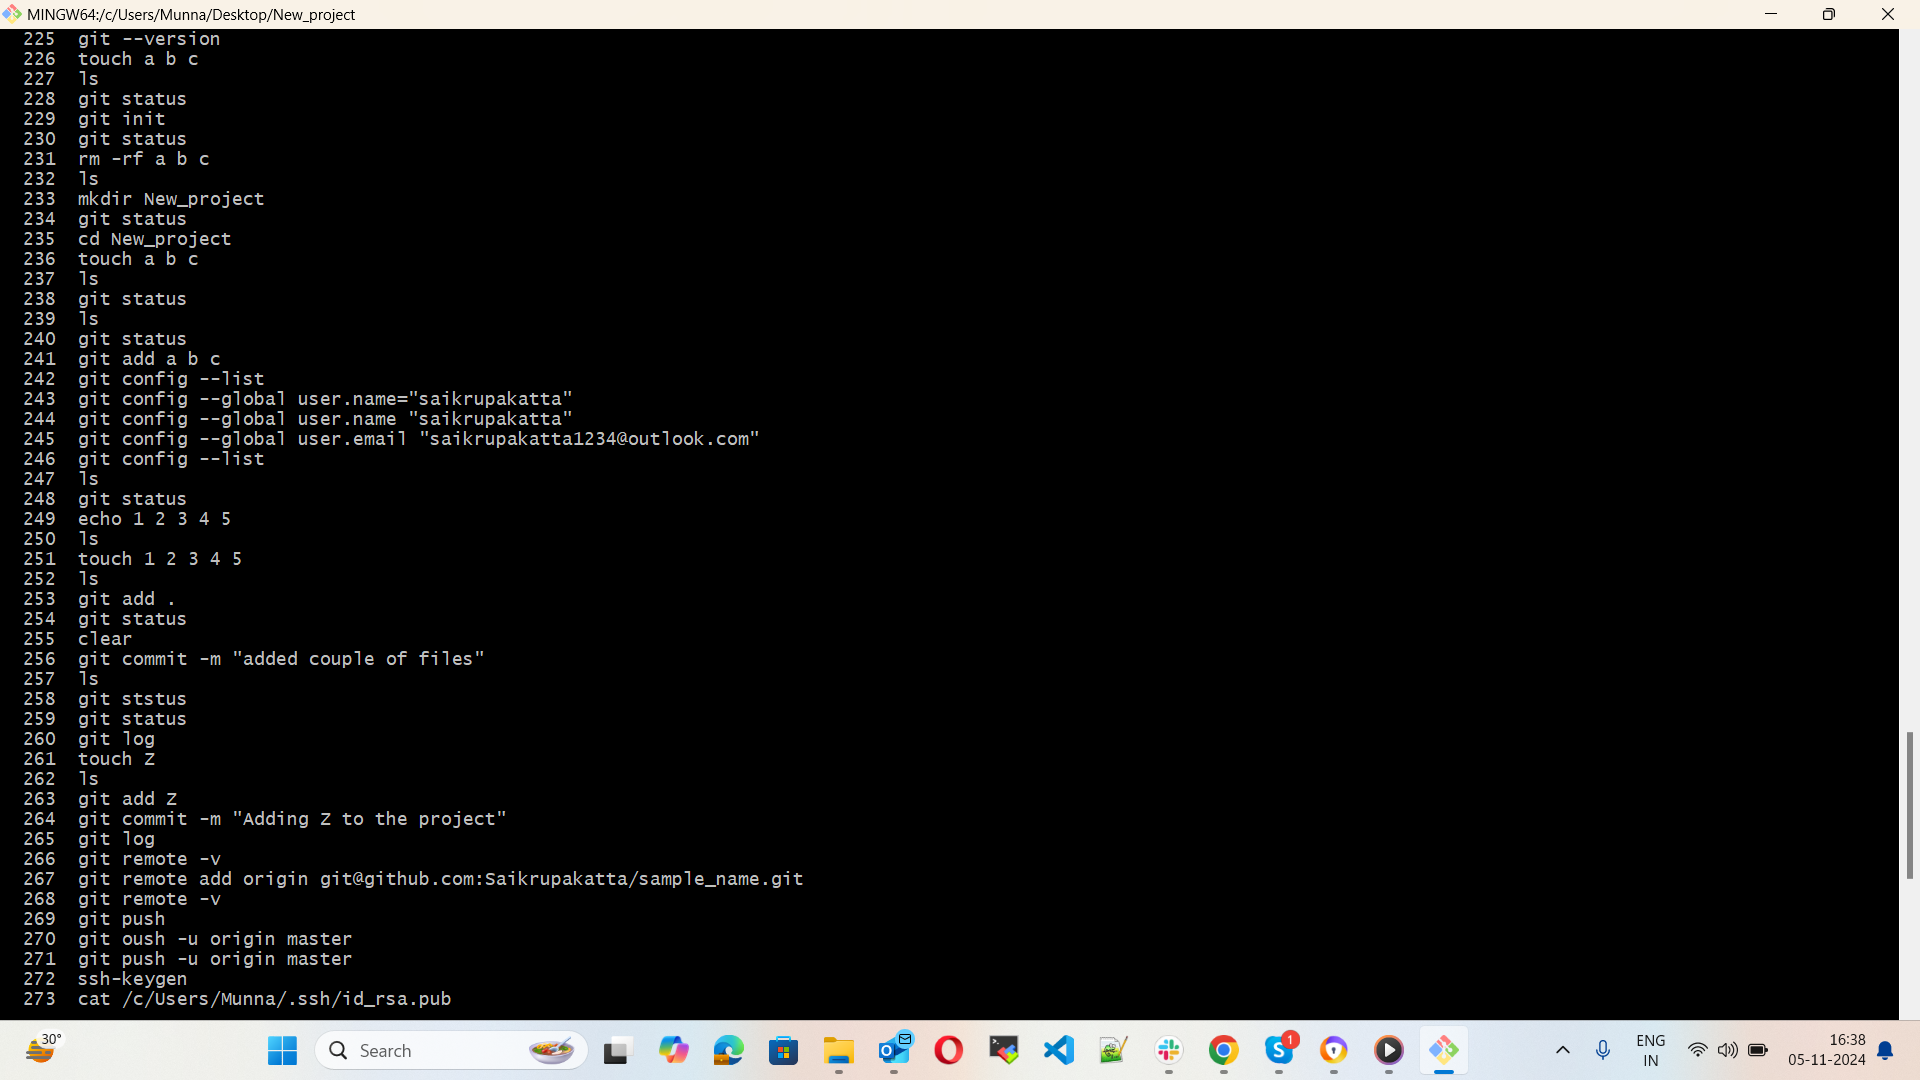 MINGW64:/c/Users/Munna/Desktop/New_project
225 git --version
226 touch a b c
227 ls
228 git status
229 git init
230 git status
231 rm -rf a b c
232 ls
233 mkdir New_project
234 git status
235 cd New_project
236 touch a b c
237 ls
238 git status
239 ls
240 git status
241 git add a b c
242 git config --list
243 git config --global user.name="saikrupakatta"
244 git config --global user.name "saikrupakatta"
245 git config --global user.email "saikrupakatta1234@outlook.com"
246 git config --list
247 ls
248 git status
249 echo 1 2 3 4 5
250 ls
251 touch 1 2 3 4 5
252 ls
253 git add .
254 git status
255 clear
256 git commit -m "added couple of files"
257 ls
258 git ststus
259 git status
260 git log
261 touch Z
262 ls
263 git add Z
264 git commit -m "Adding Z to the project"
265 git log
266 git remote -v
267 git remote add origin git@github.com:Saikrupakatta/sample_name.git
268 git remote -v
269 git push
270 git oush -u origin master
271 git push -u origin master
272 ssh-keygen
273 cat /c/Users/Munna/.ssh/id_rsa.pub
30°
Search
1
ENG
IN
16:38
05-11-2024